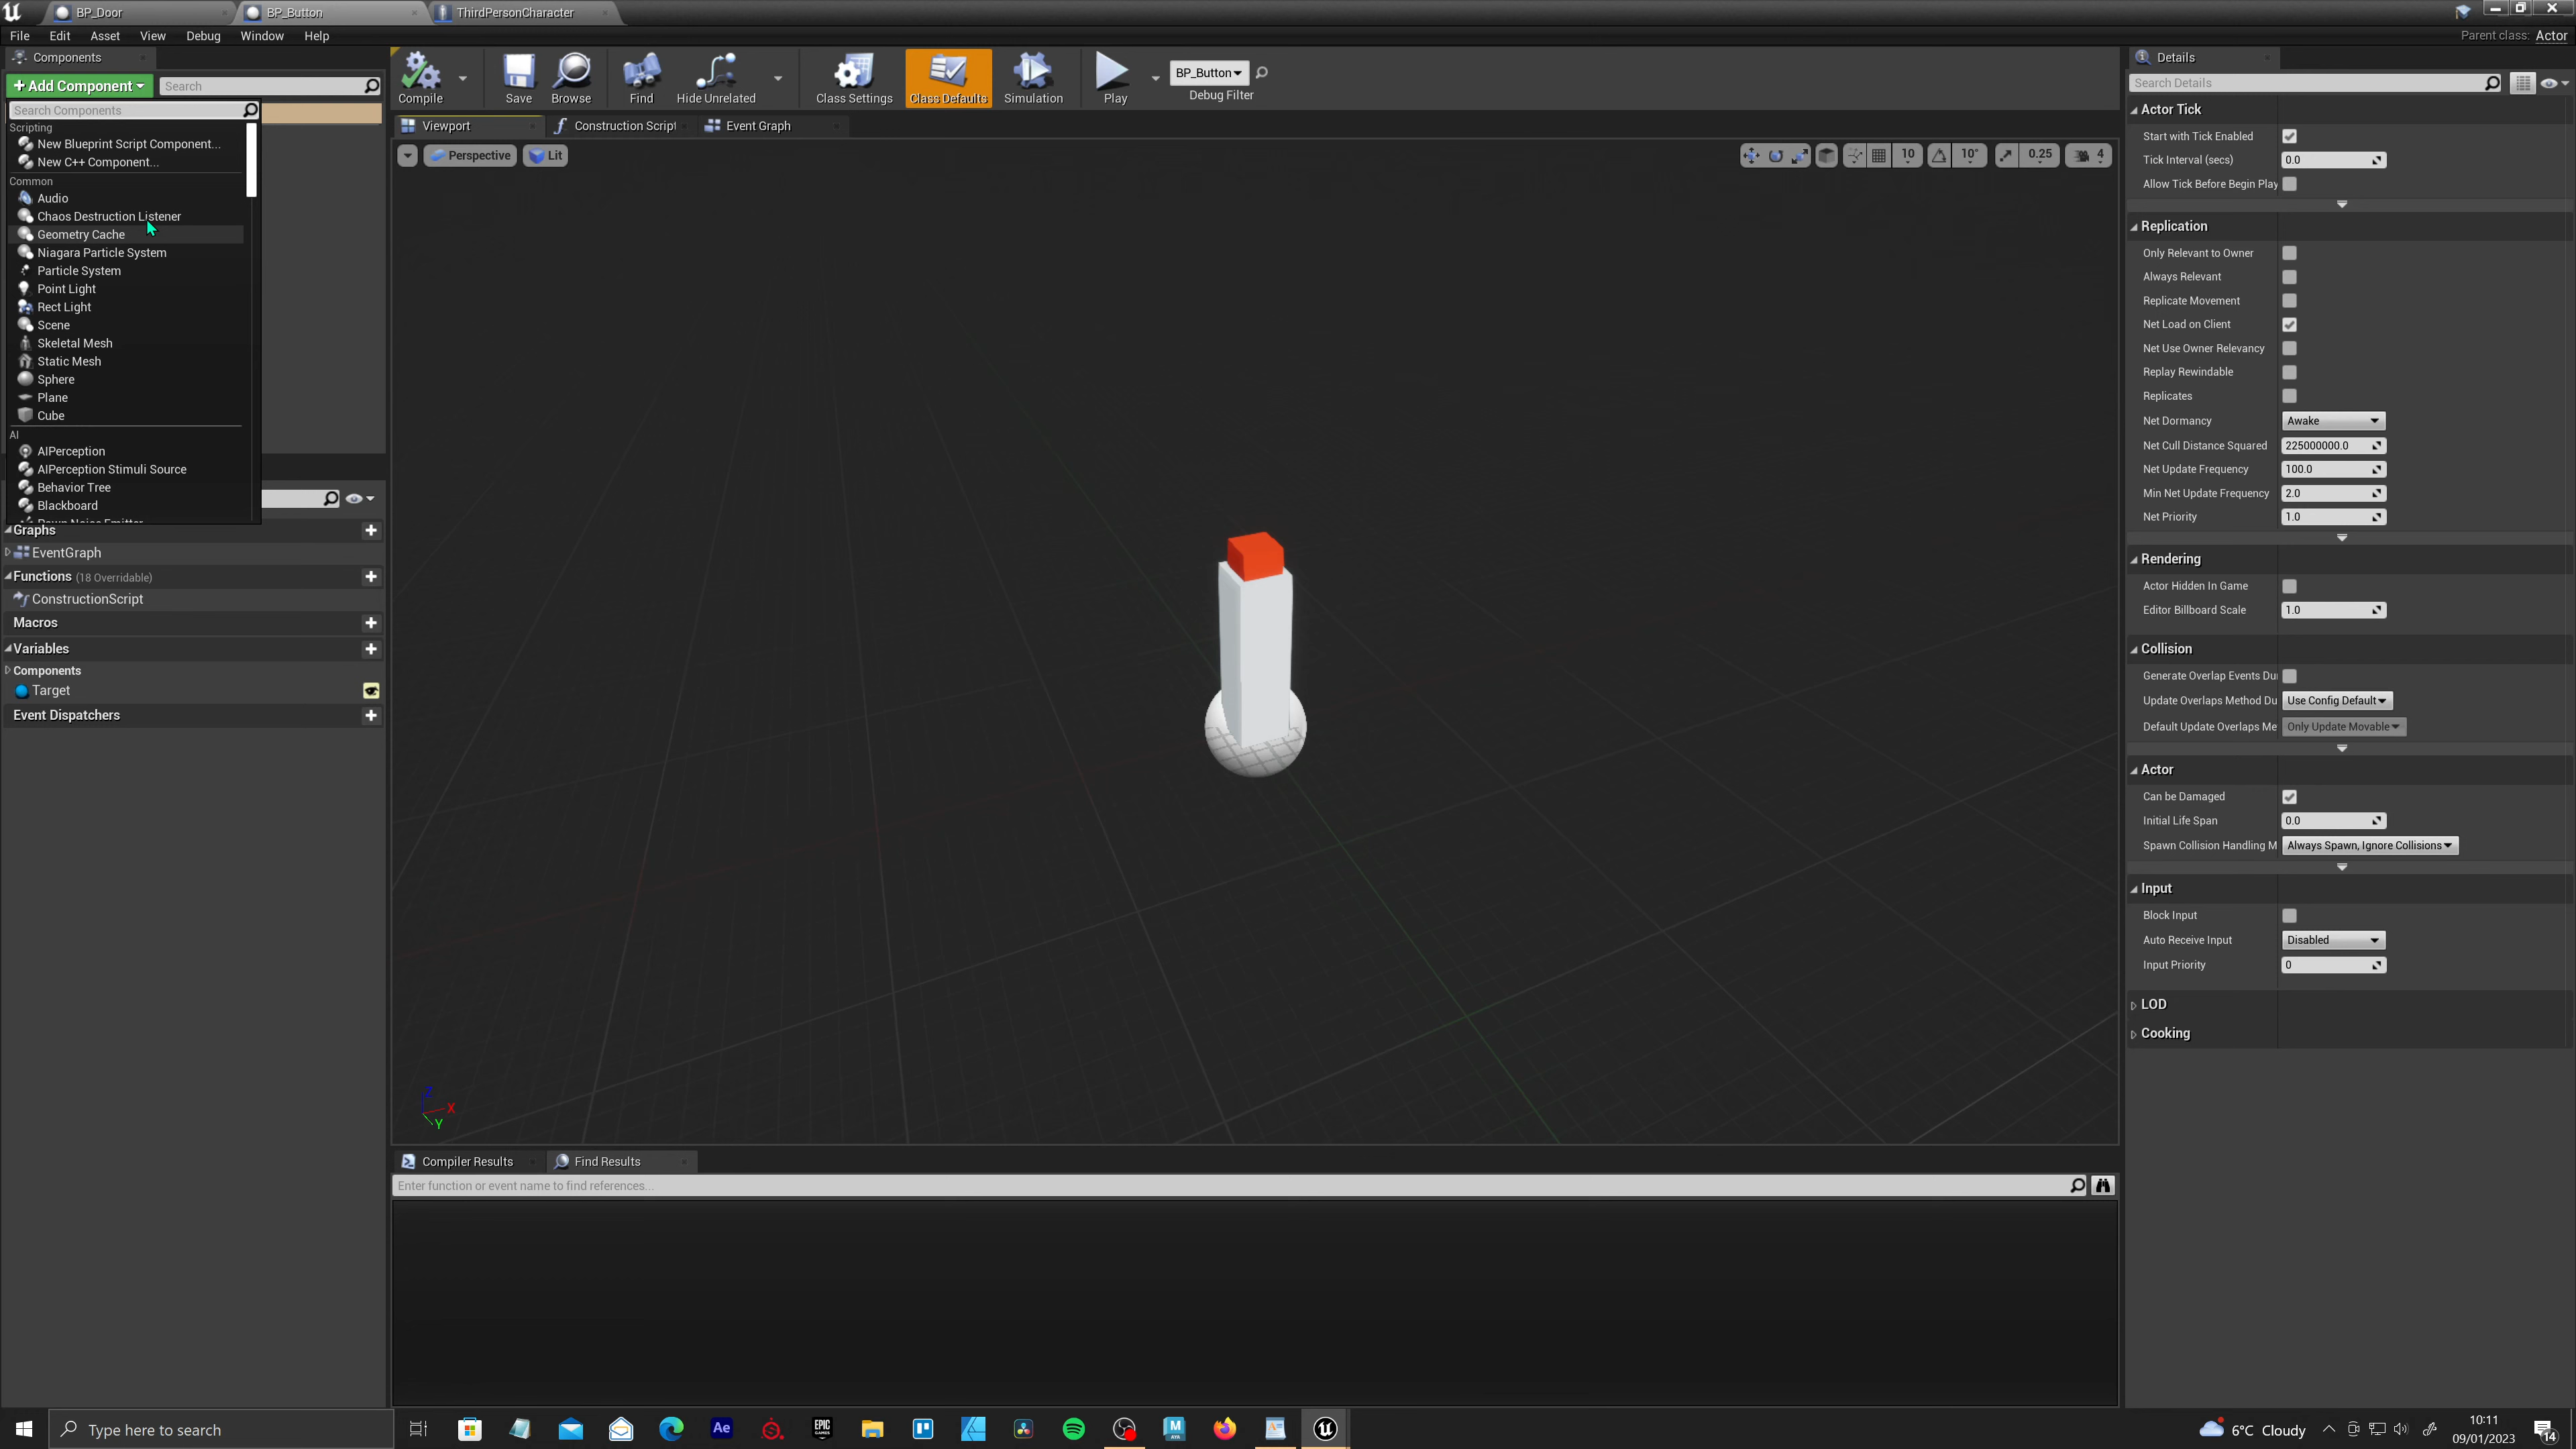 BP_Door
BP_Button
ThirdPersonCharacter
File
Edit
Asset
View
Debug
Window
Help
Parent class: Actor
Components
+ Add Component
Search
Search Components
Scripting
New Blueprint Script Component...
New C++ Component...
Common
Audio
Chaos Destruction Listener
Geometry Cache
Niagara Particle System
Particle System
Point Light
Rect Light
Scene
Skeletal Mesh
Static Mesh
Sphere
Plane
Cube
AI
AIPerception
AIPerception Stimuli Source
Behavior Tree
Blackboard
Graphs
EventGraph
Functions (18 Overridable)
ConstructionScript
Macros
Variables
Components
Target
Event Dispatchers
Compile
Save
Browse
Find
Hide Unrelated
Class Settings
Class Defaults
Simulation
Play
BP_Button
Debug Filter
Viewport
Construction Script
Event Graph
Perspective
Lit
10
10°
0.25
4
Z
X
Y
Compiler Results
Find Results
Enter function or event name to find references...
Details
Search Details
Actor Tick
Start with Tick Enabled
Tick Interval (secs) 0.0
Allow Tick Before Begin Play
Replication
Only Relevant to Owner
Always Relevant
Replicate Movement
Net Load on Client
Net Use Owner Relevancy
Replay Rewindable
Replicates
Net Dormancy Awake
Net Cull Distance Squared 225000000.0
Net Update Frequency 100.0
Min Net Update Frequency 2.0
Net Priority 1.0
Rendering
Actor Hidden In Game
Editor Billboard Scale 1.0
Collision
Generate Overlap Events Du
Update Overlaps Method Du Use Config Default
Default Update Overlaps Me Only Update Movable
Actor
Can be Damaged
Initial Life Span 0.0
Spawn Collision Handling M Always Spawn, Ignore Collisions
Input
Block Input
Auto Receive Input Disabled
Input Priority 0
LOD
Cooking
Type here to search
Ae
EPIC GAMES
M
6°C Cloudy
10:11
09/01/2023
14